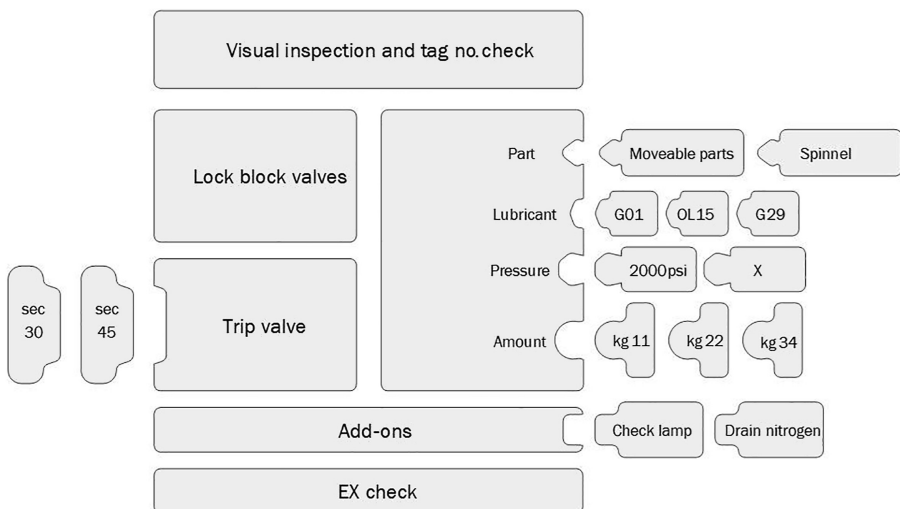 Visual inspection and tag no. check
Lock block valves
Part
Moveable parts
Spinnel
Lubricant
G01
OL15
G29
Pressure
2000psi
X
Amount
kg 11
kg 22
kg 34
sec
30
sec
45
Trip valve
Add-ons
Check lamp
Drain nitrogen
EX check